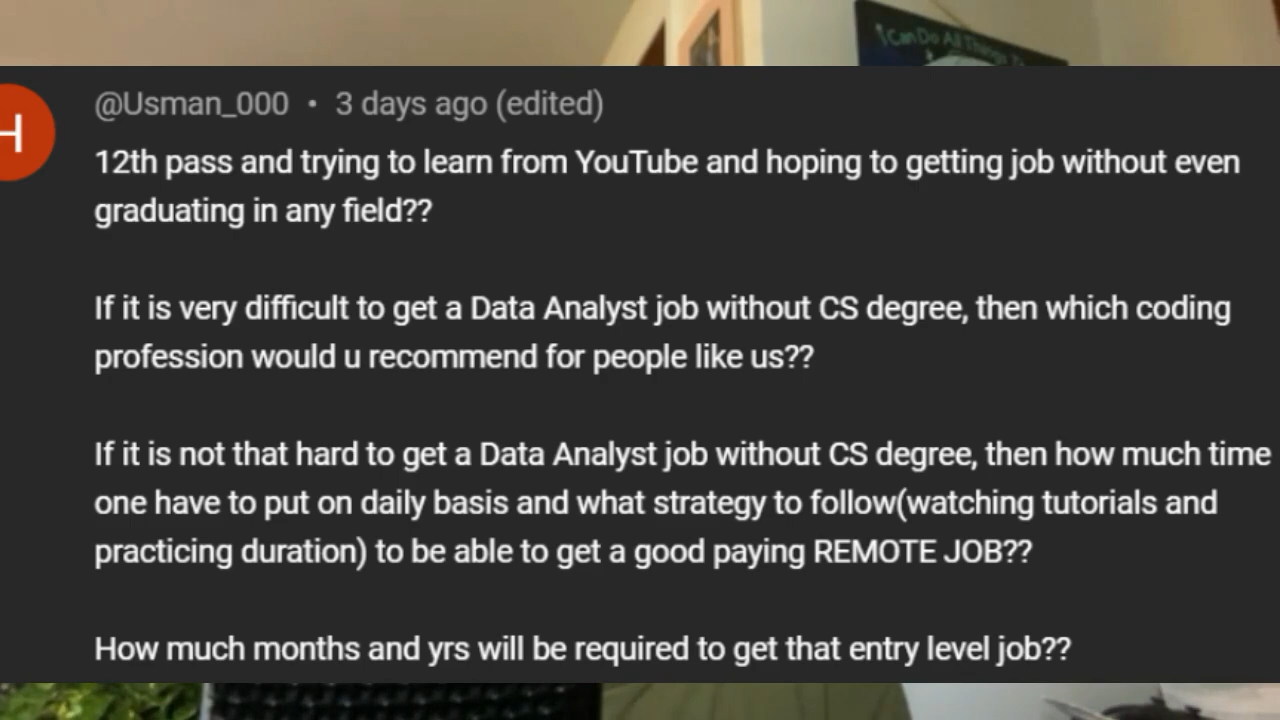 I Can Do All Things
H
@Usman_000 • 3 days ago (edited)
12th pass and trying to learn from YouTube and hoping to getting job without even
graduating in any field??
If it is very difficult to get a Data Analyst job without CS degree, then which coding
profession would u recommend for people like us??
If it is not that hard to get a Data Analyst job without CS degree, then how much time
one have to put on daily basis and what strategy to follow(watching tutorials and
practicing duration) to be able to get a good paying REMOTE JOB??
How much months and yrs will be required to get that entry level job??